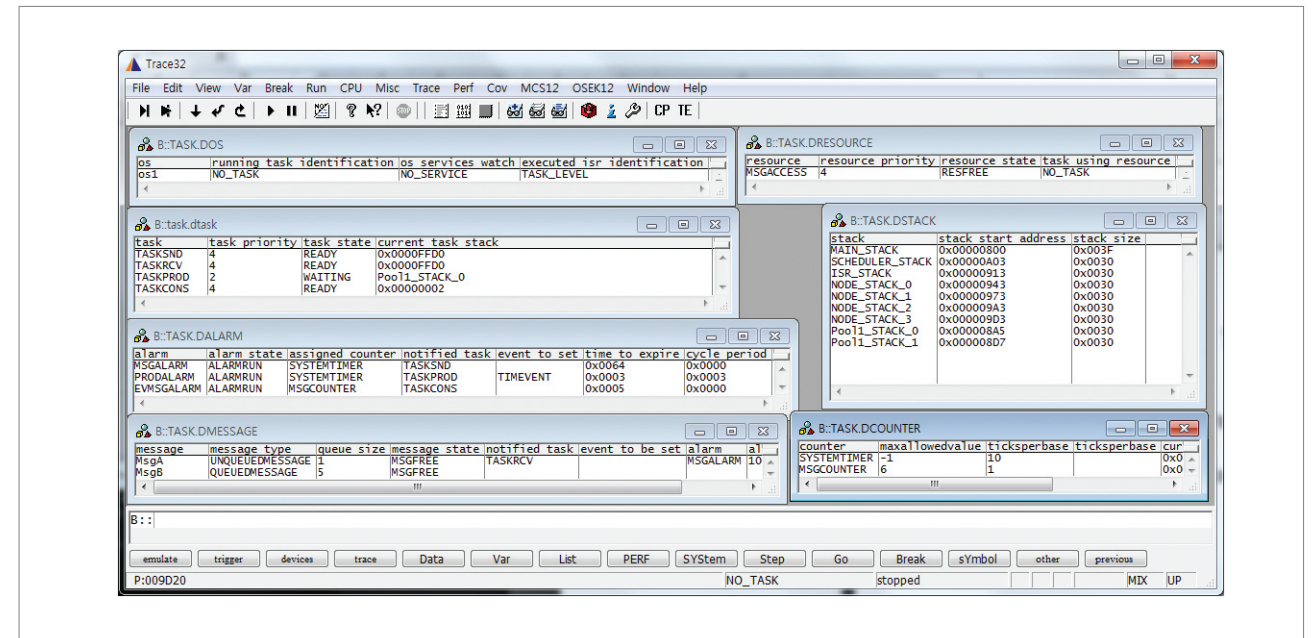 Trace32
File Edit View Var Break Run CPU Misc Trace Perf Cov MCS12 OSEK12 Window Help
CP TE
B::TASK.DOS
os running task identification os services watch executed isr identification
os1 NO_TASK NO_SERVICE TASK_LEVEL
B::TASK.DRESOURCE
resource resource priority resource state task using resource
MSGACCESS 4 RESFREE NO_TASK
B::task.dtask
task task priority task state current task stack
TASKSND 4 READY 0x0000FFD0
TASKRCV 4 READY 0x0000FFD0
TASKPROD 2 WAITING Pool1_STACK_0
TASKCONS 4 READY 0x00000002
B::TASK.DSTACK
stack stack start address stack size
MAIN_STACK 0x00000800 0x003F
SCHEDULER_STACK 0x00000A03 0x0030
ISR_STACK 0x00000913 0x0030
NODE_STACK_0 0x00000943 0x0030
NODE_STACK_1 0x00000973 0x0030
NODE_STACK_2 0x000009A3 0x0030
NODE_STACK_3 0x000009D3 0x0030
Pool1_STACK_0 0x000008A5 0x0030
Pool1_STACK_1 0x000008D7 0x0030
B::TASK.DALARM
alarm alarm state assigned counter notified task event to set time to expire cycle period
MSGALARM ALARMRUN SYSTEMTIMER TASKSND 0x0064 0x0000
PRODALARM ALARMRUN SYSTEMTIMER TASKPROD TIMEVENT 0x0003 0x0003
EVMSGALARM ALARMRUN MSGCOUNTER TASKCONS 0x0005 0x0000
B::TASK.DMESSAGE
message message type queue size message state notified task event to be set alarm al
MsgA UNQUEUEDMESSAGE 1 MSGFREE TASKRCV MSGALARM 10
MsgB QUEUEDMESSAGE 5 MSGFREE
B::TASK.DCOUNTER
counter maxallowedvalue ticksperbase ticksperbase cur
SYSTEMTIMER -1 10 0x0
MSGCOUNTER 6 1 0x0
B::
emulate trigger devices trace Data Var List PERF SYStem Step Go Break sYmbol other previous
P:009D20 NO_TASK stopped MIX UP